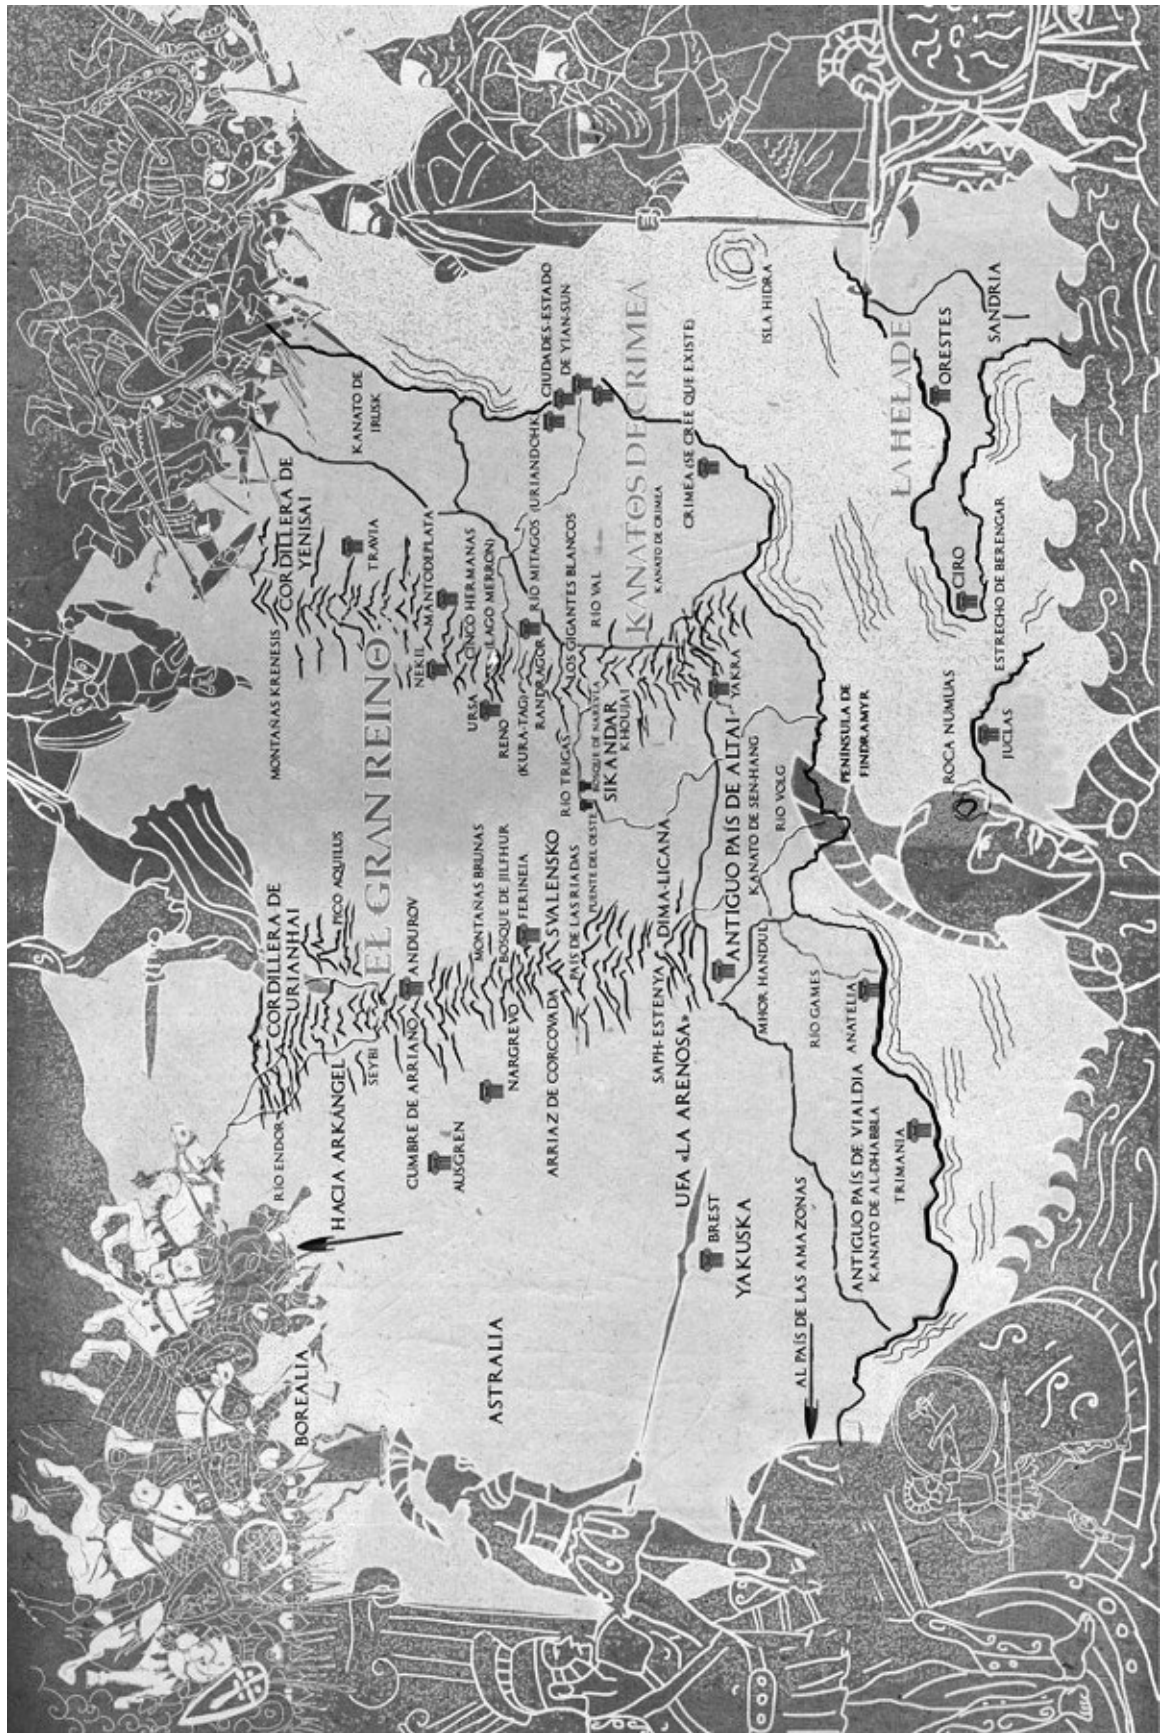 BOREALIA
RÍO ENDOR
CORDILLERA DE
URIANHAI
MONTAÑAS KRENESIS
CORDILLERA DE
YENISAI
HACIA ARKÁNGEL
PICO AQUILUS
SEYBI
TRAVIA
KANATO DE
IRUSK
EL GRAN REINO
CUMBRE DE ARRIANO
ANDUROV
NEKIL
MANTODEPLATA
AUSGREN
ASTRALIA
MONTAÑAS BRUNAS
URSA
CINCO HERMANAS
NARGREVO
BOSQUE DE JILFHUR
RENO
(LAGO MERRON)
FERINEIA
(KURA-TAG)
RANDRAGOR
RÍO MITAGOS (URIANDOHK)
CIUDADES-ESTADO
DE YIAN-SUN
ARRIAZ DE CORCOVADA
SVALENSKO
RÍO TRIGAS
LOS GIGANTES BLANCOS
PAÍS DE LAS RIADAS
PUENTE DEL OESTE
BOSQUE DE NAREVIA
RÍO VAL
SIKANDAR
KHOUJAI
KANATOS DE CRIMEA
KANATO DE CRIMEA
SAPH-ESTENYA
DIMA-LICANA
UFA «LA ARENOSA»
CRIMEA (SE CREE QUE EXISTE)
BREST
YAKUSKA
ANTIGUO PAÍS DE ALTAI
KANATO DE SEN-HANG
YAKRA
MHOR HANDUL
RÍO VOLG
ISLA HIDRA
AL PAÍS DE LAS AMAZONAS
RÍO GAMES
ANATELIA
PENÍNSULA DE
FINDRAMYR
ANTIGUO PAÍS DE VIALDIA
KANATO DE AL-DHABBLA
TRIMANIA
LA HELADE
ORESTES
ROCA NUMUAS
CIRO
SANDRIA
JUCLAS
ESTRECHO DE BERENGAR